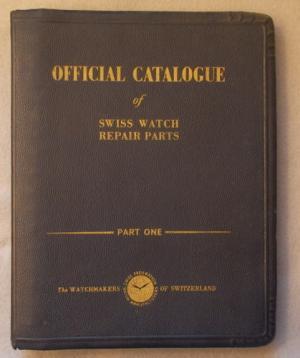 OFFICIAL CATALOGUE
of
SWISS WATCH
REPAIR PARTS
PART ONE
The WATCHMAKERS OF SWITZERLAND